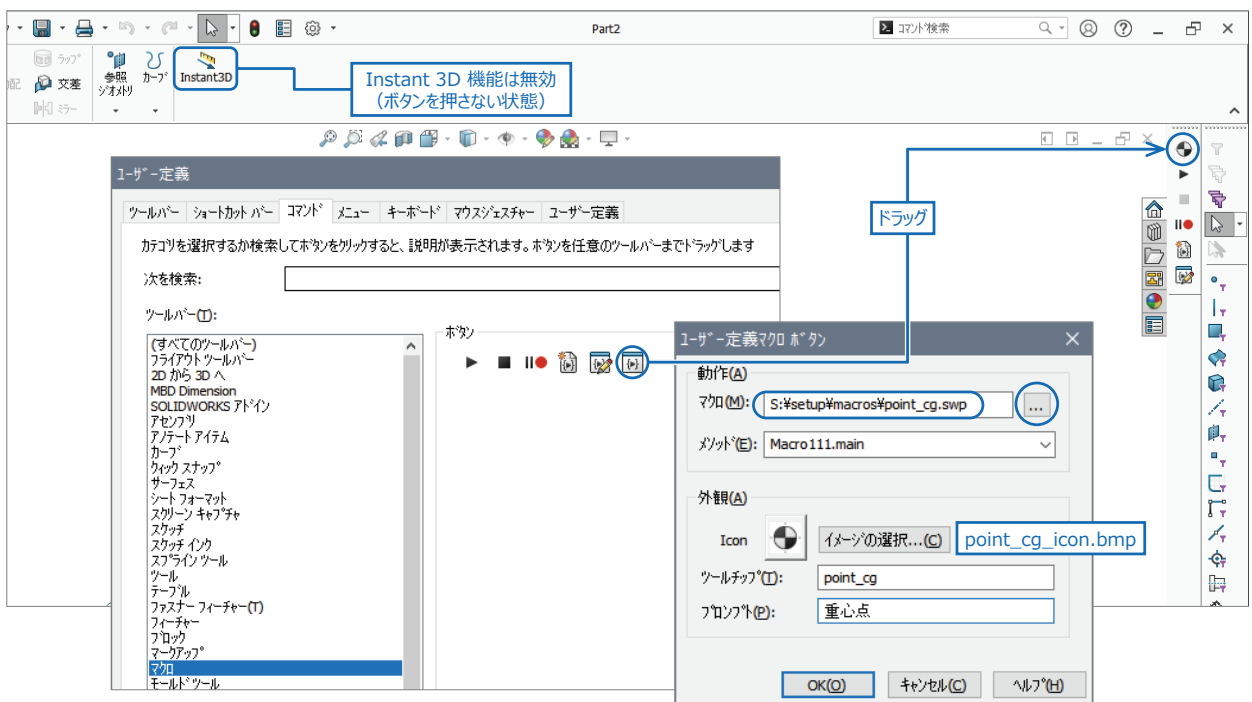 Part2
コマンド検索
ラップ
参照
ジオメトリ
カーブ
Instant3D
交差
ミラー
Instant 3D 機能は無効
（ボタンを押さない状態）
ドラッグ
ユーザー定義
ツールバー ショートカット バー コマンド メニュー キーボード マウスジェスチャー ユーザー定義
カテゴリを選択するか検索してボタンをクリックすると、説明が表示されます。ボタンを任意のツールバーまでドラッグします
次を検索:
ツールバー(T):
(すべてのツールバー)
フライアウト ツールバー
2D から 3D へ
MBD Dimension
SOLIDWORKS アドイン
アセンブリ
アノテート アイテム
カーブ
クイック スナップ
サーフェス
シート フォーマット
スクリーン キャプチャ
スケッチ
スケッチ インク
スプライン ツール
ツール
テーブル
ファスナー フィーチャー(T)
フィーチャー
ブロック
マークアップ
マクロ
モールド ツール
ボタン
ユーザー定義マクロ ボタン
動作(A)
マクロ(M): S:¥setup¥macros¥point_cg.swp ...
メソッド(E): Macro111.main
外観(A)
Icon イメージの選択...(C) point_cg_icon.bmp
ツールチップ(T): point_cg
プロンプト(P): 重心点
OK(O) キャンセル(C) ヘルプ(H)